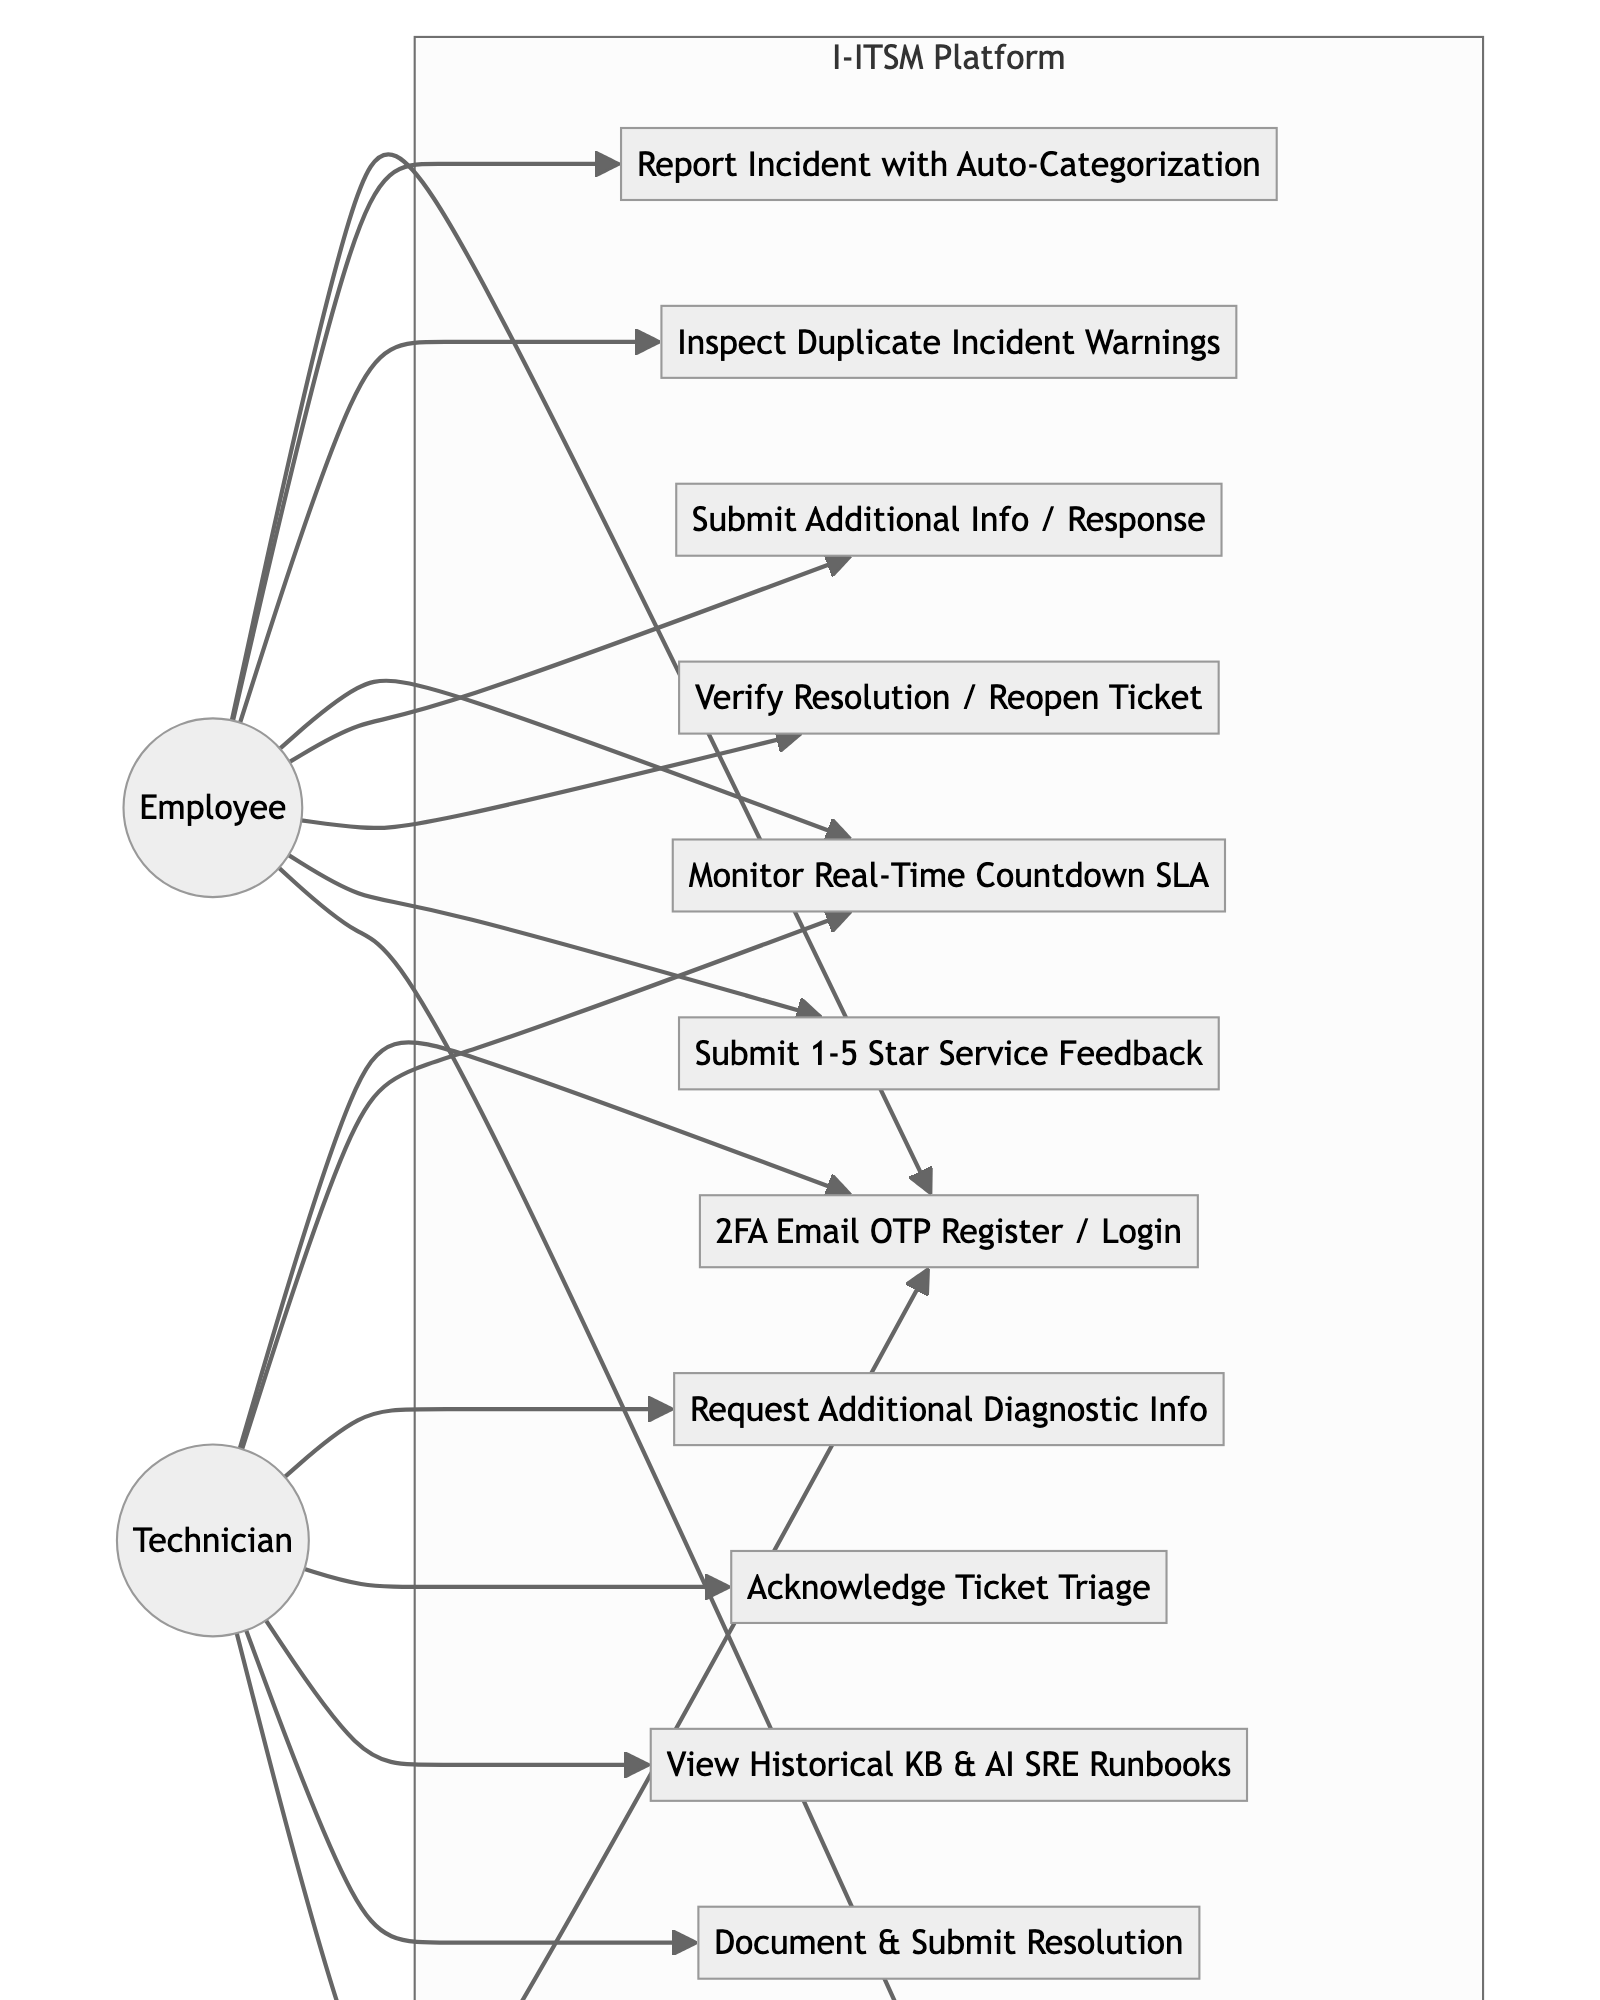 I-ITSM Platform
Report Incident with Auto-Categorization
Inspect Duplicate Incident Warnings
Submit Additional Info / Response
Verify Resolution / Reopen Ticket
Employee
Monitor Real-Time Countdown SLA
Submit 1-5 Star Service Feedback
2FA Email OTP Register / Login
Request Additional Diagnostic Info
Technician
Acknowledge Ticket Triage
View Historical KB & AI SRE Runbooks
Document & Submit Resolution